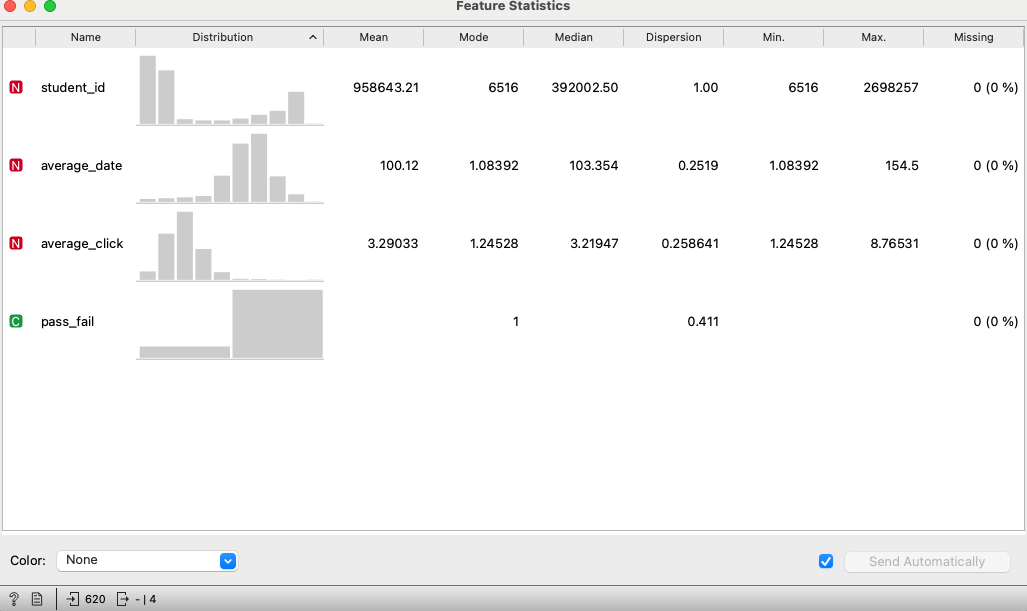 Feature Statistics
Name Distribution Mean Mode Median Dispersion Min. Max. Missing
N student_id 958643.21 6516 392002.50 1.00 6516 2698257 0 (0 %)
N average_date 100.12 1.08392 103.354 0.2519 1.08392 154.5 0 (0 %)
N average_click 3.29033 1.24528 3.21947 0.258641 1.24528 8.76531 0 (0 %)
C pass_fail 1 0.411 0 (0 %)
Color: None Send Automatically
? 620 - | 4